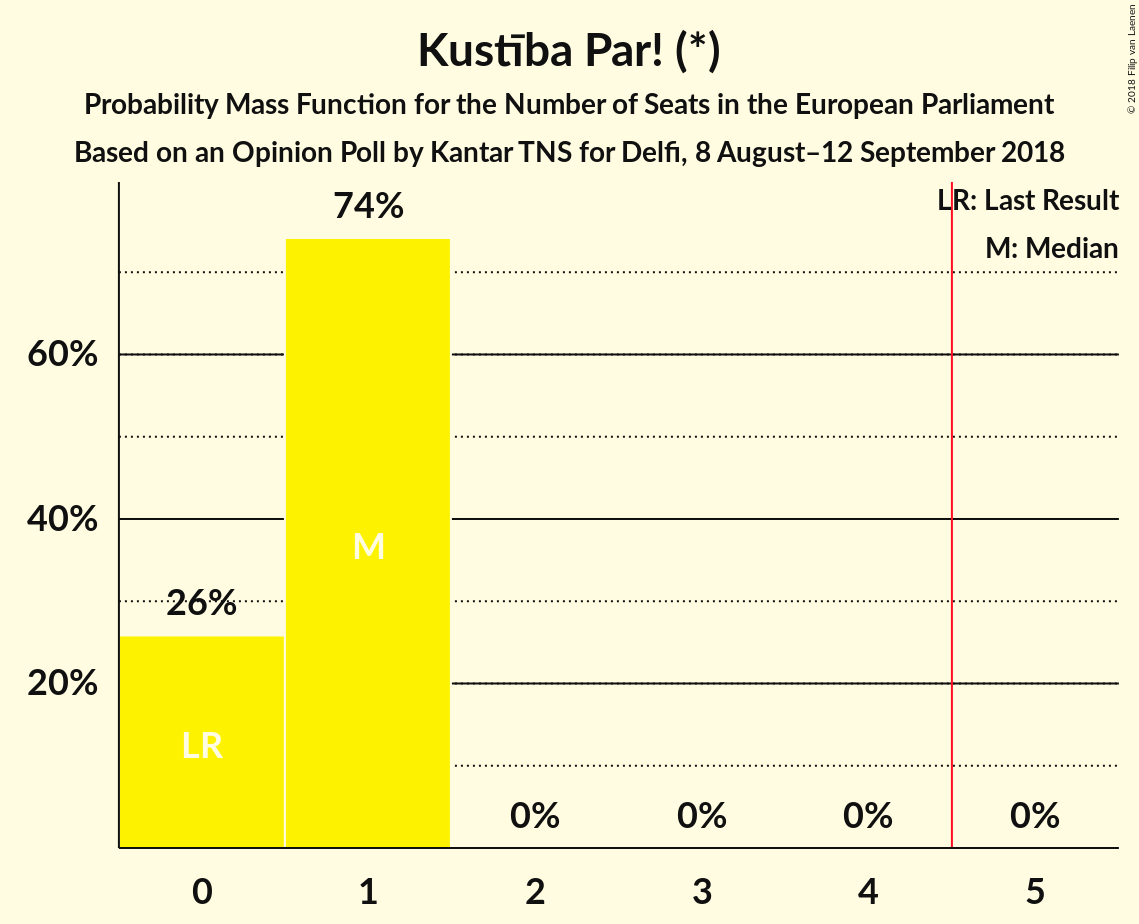 Kustība Par! (*)
Probability Mass Function for the Number of Seats in the European Parliament
Based on an Opinion Poll by Kantar TNS for Delfi, 8 August–12 September 2018
© 2018 Filip van Laenen
LR: Last Result
M: Median
74%
60%
M
40%
26%
20%
LR
0% 0% 0% 0%
0 1 2 3 4 5